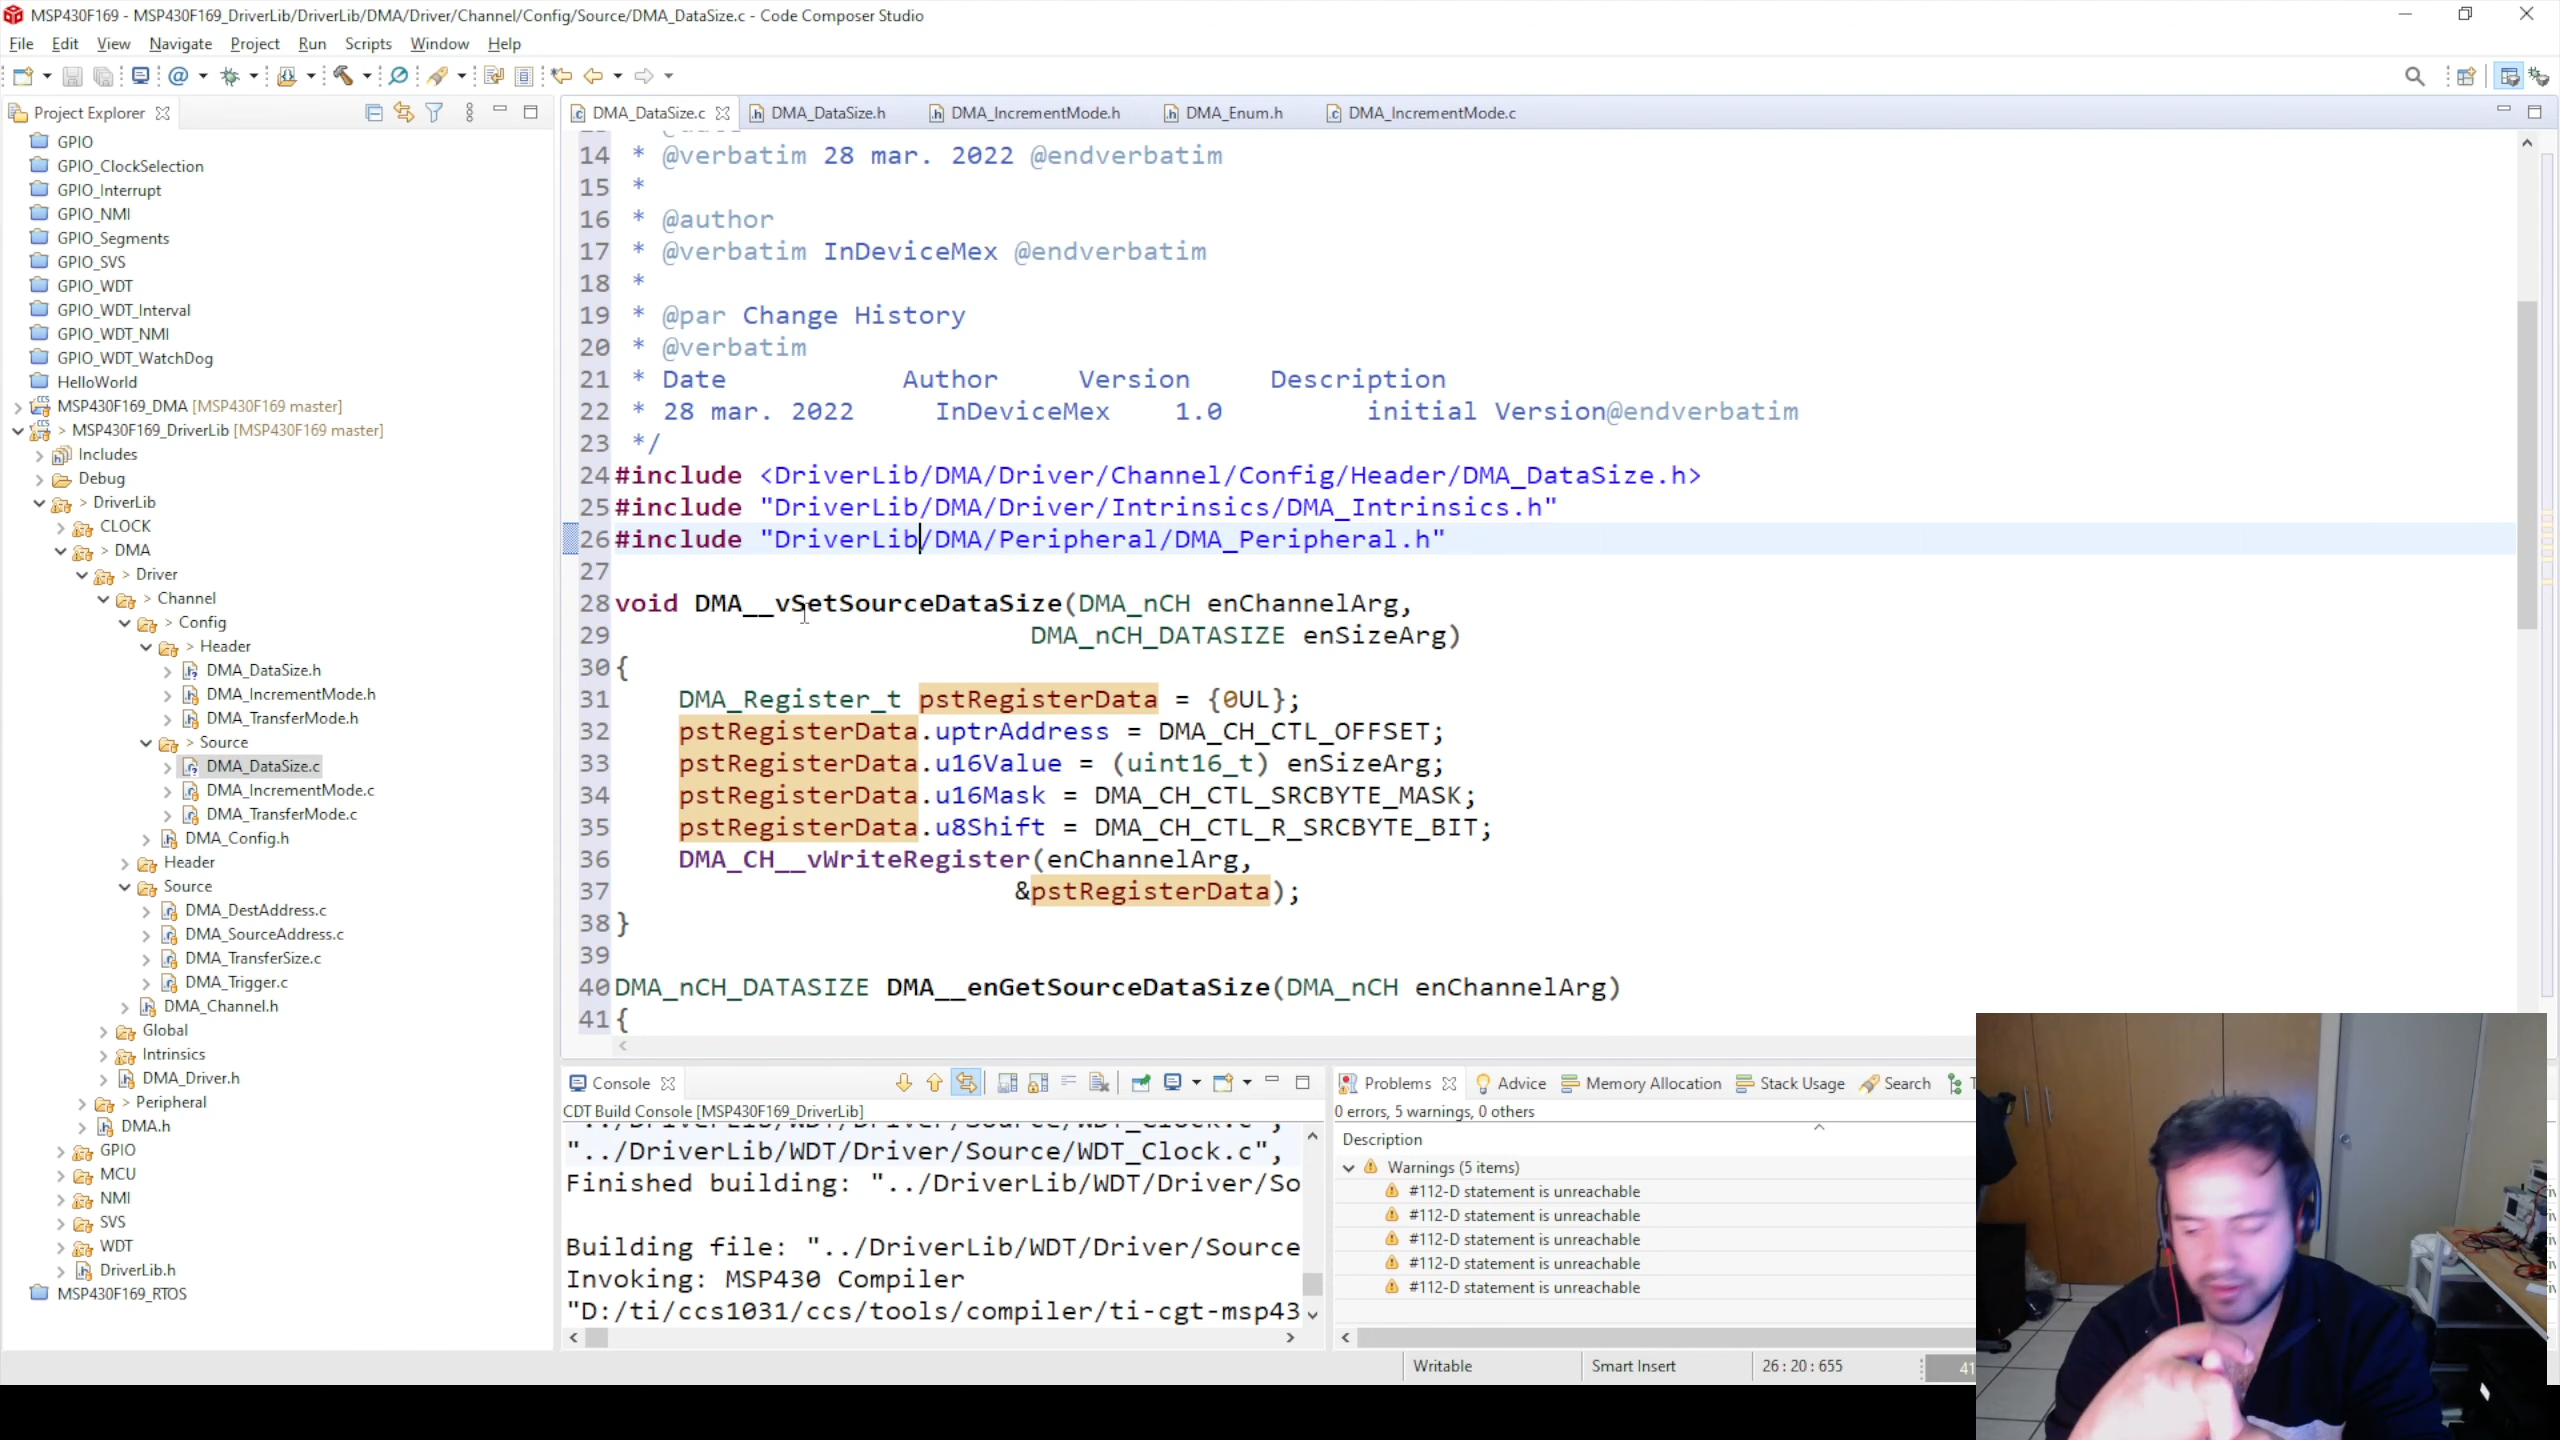 MSP430F169 - MSP430F169_DriverLib/DriverLib/DMA/Driver/Channel/Config/Source/DMA_DataSize.c - Code Composer Studio
File Edit View Navigate Project Run Scripts Window Help
Project Explorer
GPIO
GPIO_ClockSelection
GPIO_Interrupt
GPIO_NMI
GPIO_Segments
GPIO_SVS
GPIO_WDT
GPIO_WDT_Interval
GPIO_WDT_NMI
GPIO_WDT_WatchDog
HelloWorld
MSP430F169_DMA [MSP430F169 master]
> MSP430F169_DriverLib [MSP430F169 master]
Includes
Debug
> DriverLib
CLOCK
> DMA
> Driver
> Channel
> Config
> Header
DMA_DataSize.h
DMA_IncrementMode.h
DMA_TransferMode.h
> Source
DMA_DataSize.c
DMA_IncrementMode.c
DMA_TransferMode.c
DMA_Config.h
Header
Source
DMA_DestAddress.c
DMA_SourceAddress.c
DMA_TransferSize.c
DMA_Trigger.c
DMA_Channel.h
Global
Intrinsics
DMA_Driver.h
> Peripheral
DMA.h
GPIO
MCU
NMI
SVS
WDT
DriverLib.h
MSP430F169_RTOS
DMA_DataSize.c DMA_DataSize.h DMA_IncrementMode.h DMA_Enum.h DMA_IncrementMode.c
14 * @verbatim 28 mar. 2022 @endverbatim
15 *
16 * @author
17 * @verbatim InDeviceMex @endverbatim
18 *
19 * @par Change History
20 * @verbatim
21 * Date Author Version Description
22 * 28 mar. 2022 InDeviceMex 1.0 initial Version@endverbatim
23 */
24 #include <DriverLib/DMA/Driver/Channel/Config/Header/DMA_DataSize.h>
25 #include "DriverLib/DMA/Driver/Intrinsics/DMA_Intrinsics.h"
26 #include "DriverLib/DMA/Peripheral/DMA_Peripheral.h"
27
28 void DMA__vSetSourceDataSize(DMA_nCH enChannelArg,
29 DMA_nCH_DATASIZE enSizeArg)
30 {
31 DMA_Register_t pstRegisterData = {0UL};
32 pstRegisterData.uptrAddress = DMA_CH_CTL_OFFSET;
33 pstRegisterData.u16Value = (uint16_t) enSizeArg;
34 pstRegisterData.u16Mask = DMA_CH_CTL_SRCBYTE_MASK;
35 pstRegisterData.u8Shift = DMA_CH_CTL_R_SRCBYTE_BIT;
36 DMA_CH__vWriteRegister(enChannelArg,
37 &pstRegisterData);
38 }
39
40 DMA_nCH_DATASIZE DMA__enGetSourceDataSize(DMA_nCH enChannelArg)
41 {
Console
CDT Build Console [MSP430F169_DriverLib]
"../DriverLib/WDT/Driver/Source/WDT_Clock.c",
"../DriverLib/WDT/Driver/Source/WDT_Clock.c",
Finished building: "../DriverLib/WDT/Driver/So
Building file: "../DriverLib/WDT/Driver/Source
Invoking: MSP430 Compiler
"D:/ti/ccs1031/ccs/tools/compiler/ti-cgt-msp43
Problems Advice Memory Allocation Stack Usage Search
0 errors, 5 warnings, 0 others
Description
Warnings (5 items)
#112-D statement is unreachable
#112-D statement is unreachable
#112-D statement is unreachable
#112-D statement is unreachable
#112-D statement is unreachable
Writable Smart Insert 26 : 20 : 655 41